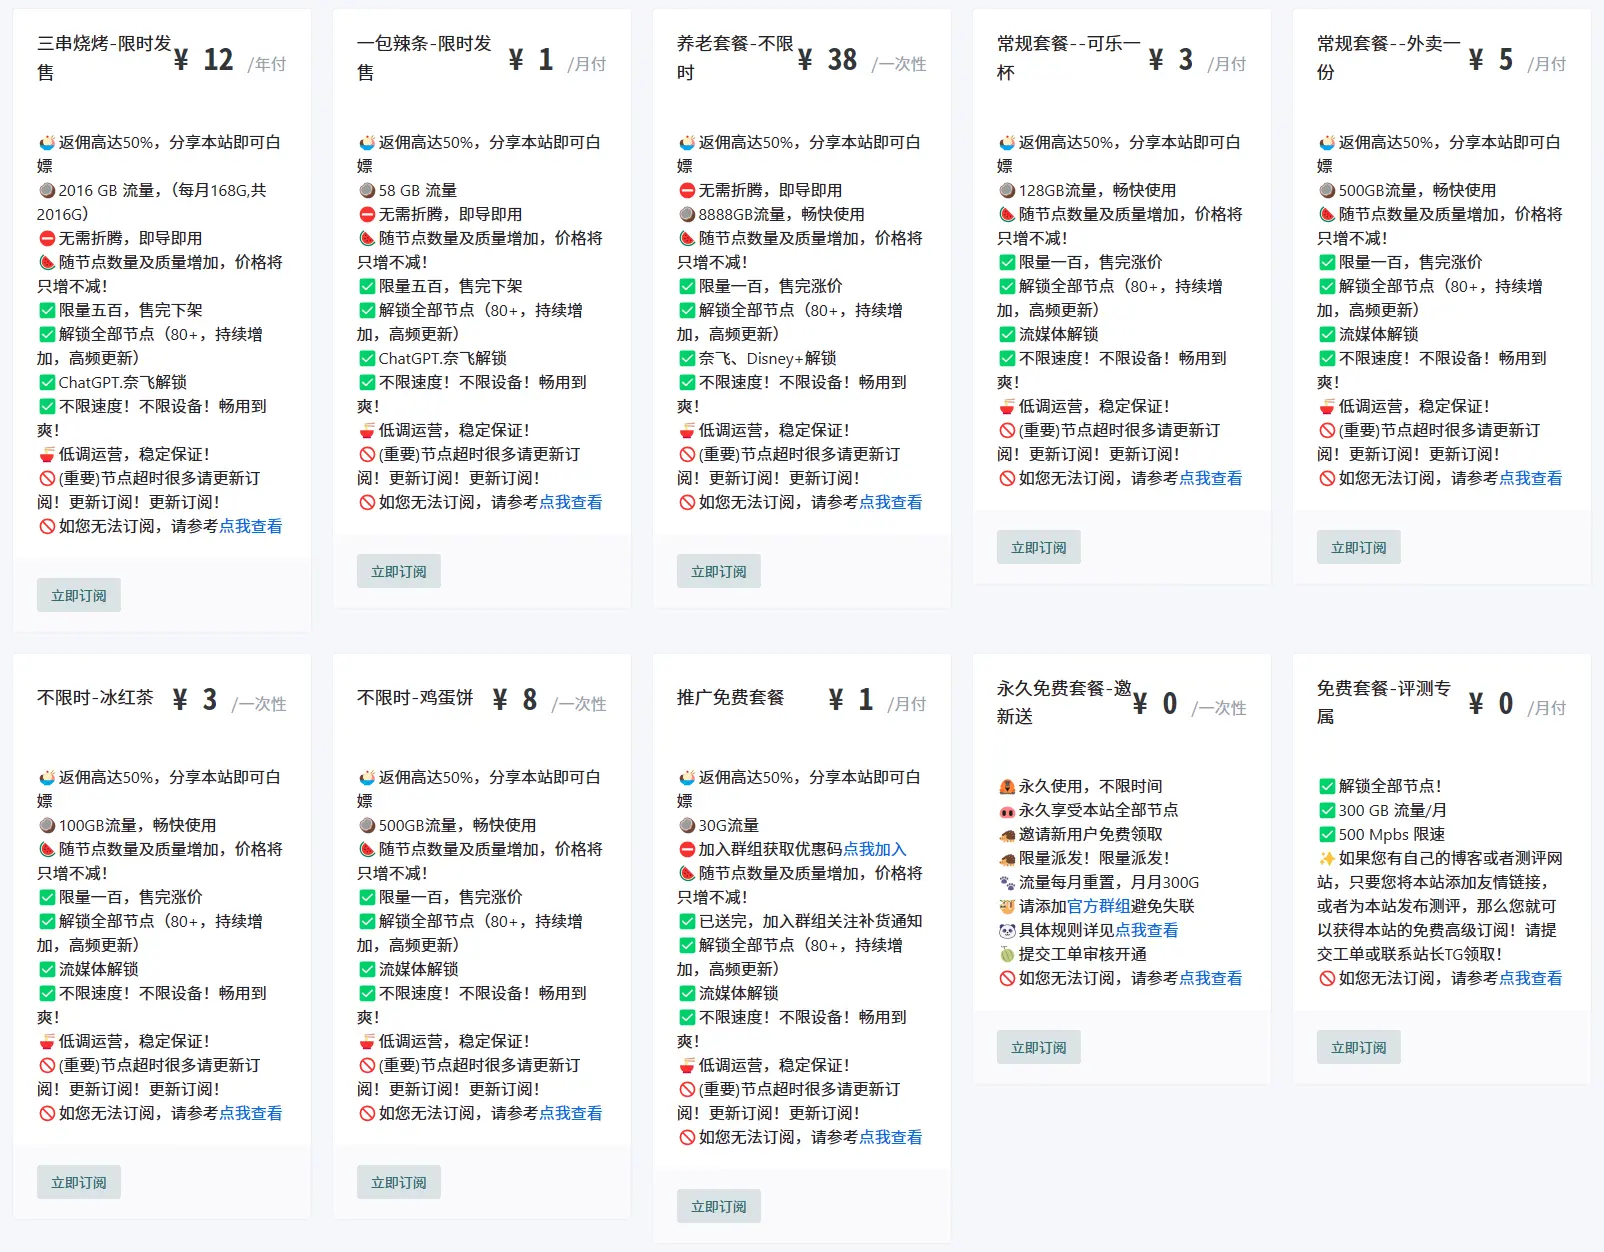 三串烧烤-限时发
售
¥ 12 /年付
返佣高达50%，分享本站即可白
嫖
2016 GB 流量，（每月168G,共
2016G）
无需折腾，即导即用
随节点数量及质量增加，价格将
只增不减！
限量五百，售完下架
解锁全部节点（80+，持续增
加，高频更新）
ChatGPT.奈飞解锁
不限速度！不限设备！畅用到
爽！
低调运营，稳定保证！
(重要)节点超时很多请更新订
阅！更新订阅！更新订阅！
如您无法订阅，请参考点我查看
立即订阅
一包辣条-限时发
售
¥ 1 /月付
返佣高达50%，分享本站即可白
嫖
58 GB 流量
无需折腾，即导即用
随节点数量及质量增加，价格将
只增不减！
限量五百，售完下架
解锁全部节点（80+，持续增
加，高频更新）
ChatGPT.奈飞解锁
不限速度！不限设备！畅用到
爽！
低调运营，稳定保证！
(重要)节点超时很多请更新订
阅！更新订阅！更新订阅！
如您无法订阅，请参考点我查看
立即订阅
养老套餐-不限
时
¥ 38 /一次性
返佣高达50%，分享本站即可白
嫖
无需折腾，即导即用
8888GB流量，畅快使用
随节点数量及质量增加，价格将
只增不减！
限量一百，售完涨价
解锁全部节点（80+，持续增
加，高频更新）
奈飞、Disney+解锁
不限速度！不限设备！畅用到
爽！
低调运营，稳定保证！
(重要)节点超时很多请更新订
阅！更新订阅！更新订阅！
如您无法订阅，请参考点我查看
立即订阅
常规套餐--可乐一
杯
¥ 3 /月付
返佣高达50%，分享本站即可白
嫖
128GB流量，畅快使用
随节点数量及质量增加，价格将
只增不减！
限量一百，售完涨价
解锁全部节点（80+，持续增
加，高频更新）
流媒体解锁
不限速度！不限设备！畅用到
爽！
低调运营，稳定保证！
(重要)节点超时很多请更新订
阅！更新订阅！更新订阅！
如您无法订阅，请参考点我查看
立即订阅
常规套餐--外卖一
份
¥ 5 /月付
返佣高达50%，分享本站即可白
嫖
500GB流量，畅快使用
随节点数量及质量增加，价格将
只增不减！
限量一百，售完涨价
解锁全部节点（80+，持续增
加，高频更新）
流媒体解锁
不限速度！不限设备！畅用到
爽！
低调运营，稳定保证！
(重要)节点超时很多请更新订
阅！更新订阅！更新订阅！
如您无法订阅，请参考点我查看
立即订阅
不限时-冰红茶 ¥ 3 /一次性
返佣高达50%，分享本站即可白
嫖
100GB流量，畅快使用
随节点数量及质量增加，价格将
只增不减！
限量一百，售完涨价
解锁全部节点（80+，持续增
加，高频更新）
流媒体解锁
不限速度！不限设备！畅用到
爽！
低调运营，稳定保证！
(重要)节点超时很多请更新订
阅！更新订阅！更新订阅！
如您无法订阅，请参考点我查看
立即订阅
不限时-鸡蛋饼 ¥ 8 /一次性
返佣高达50%，分享本站即可白
嫖
500GB流量，畅快使用
随节点数量及质量增加，价格将
只增不减！
限量一百，售完涨价
解锁全部节点（80+，持续增
加，高频更新）
流媒体解锁
不限速度！不限设备！畅用到
爽！
低调运营，稳定保证！
(重要)节点超时很多请更新订
阅！更新订阅！更新订阅！
如您无法订阅，请参考点我查看
立即订阅
推广免费套餐 ¥ 1 /月付
返佣高达50%，分享本站即可白
嫖
30G流量
加入群组获取优惠码点我加入
随节点数量及质量增加，价格将
只增不减！
已送完，加入群组关注补货通知
解锁全部节点（80+，持续增
加，高频更新）
流媒体解锁
不限速度！不限设备！畅用到
爽！
低调运营，稳定保证！
(重要)节点超时很多请更新订
阅！更新订阅！更新订阅！
如您无法订阅，请参考点我查看
立即订阅
永久免费套餐-邀
新送
¥ 0 /一次性
永久使用，不限时间
永久享受本站全部节点
邀请新用户免费领取
限量派发！限量派发！
流量每月重置，月月300G
请添加官方群组避免失联
具体规则详见点我查看
提交工单审核开通
如您无法订阅，请参考点我查看
立即订阅
免费套餐-评测专
属
¥ 0 /月付
解锁全部节点！
300 GB 流量/月
500 Mpbs 限速
如果您有自己的博客或者测评网
站，只要您将本站添加友情链接，
或者为本站发布测评，那么您就可
以获得本站的免费高级订阅！请提
交工单或联系站长TG领取！
如您无法订阅，请参考点我查看
立即订阅